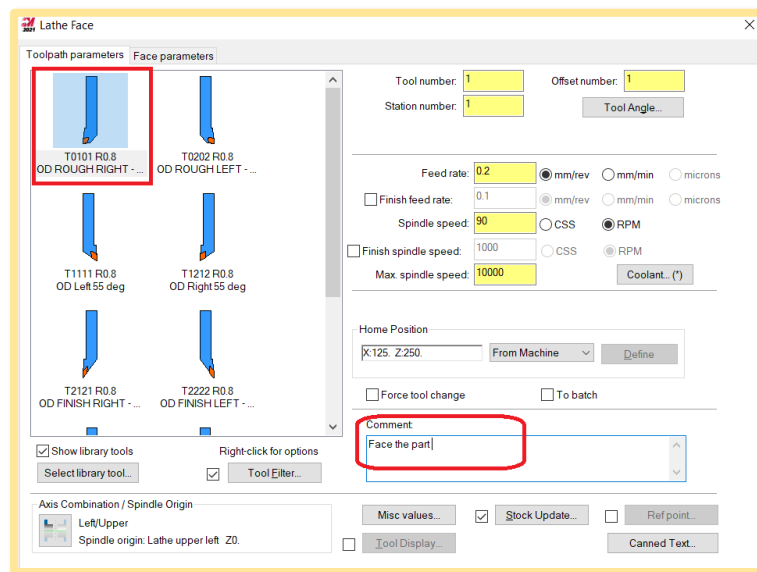 2021 Lathe Face
Toolpath parameters Face parameters
T0101 R0.8
OD ROUGH RIGHT - ...
T0202 R0.8
OD ROUGH LEFT - ...
T1111 R0.8
OD Left 55 deg
T1212 R0.8
OD Right 55 deg
T2121 R0.8
OD FINISH RIGHT - ...
T2222 R0.8
OD FINISH LEFT - ...
Show library tools
Right-click for options
Select library tool...
Tool Filter...
Axis Combination / Spindle Origin
Left/Upper
Spindle origin: Lathe upper left Z0.
Tool number: 1 Offset number: 1
Station number: 1 Tool Angle...
Feed rate: 0.2 mm/rev mm/min microns
Finish feed rate: 0.1 mm/rev mm/min microns
Spindle speed: 90 CSS RPM
Finish spindle speed: 1000 CSS RPM
Max. spindle speed: 10000 Coolant... (*)
Home Position
X:125. Z:250. From Machine Define
Force tool change To batch
Comment:
Face the part
Misc values... Stock Update... Ref point...
Tool Display... Canned Text...